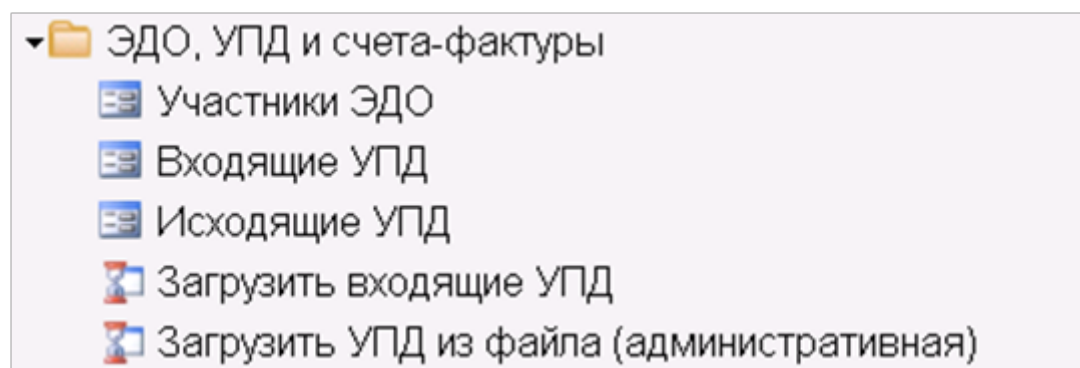 ЭДО, УПД и счета-фактуры
Участники ЭДО
Входящие УПД
Исходящие УПД
Загрузить входящие УПД
Загрузить УПД из файла (административная)